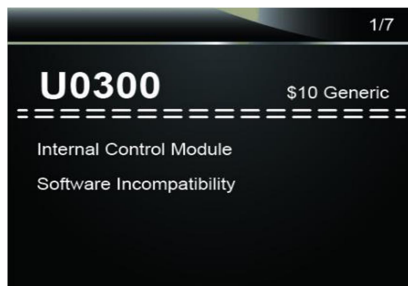 1/7
U0300 $10 Generic
Internal Control Module
Software Incompatibility